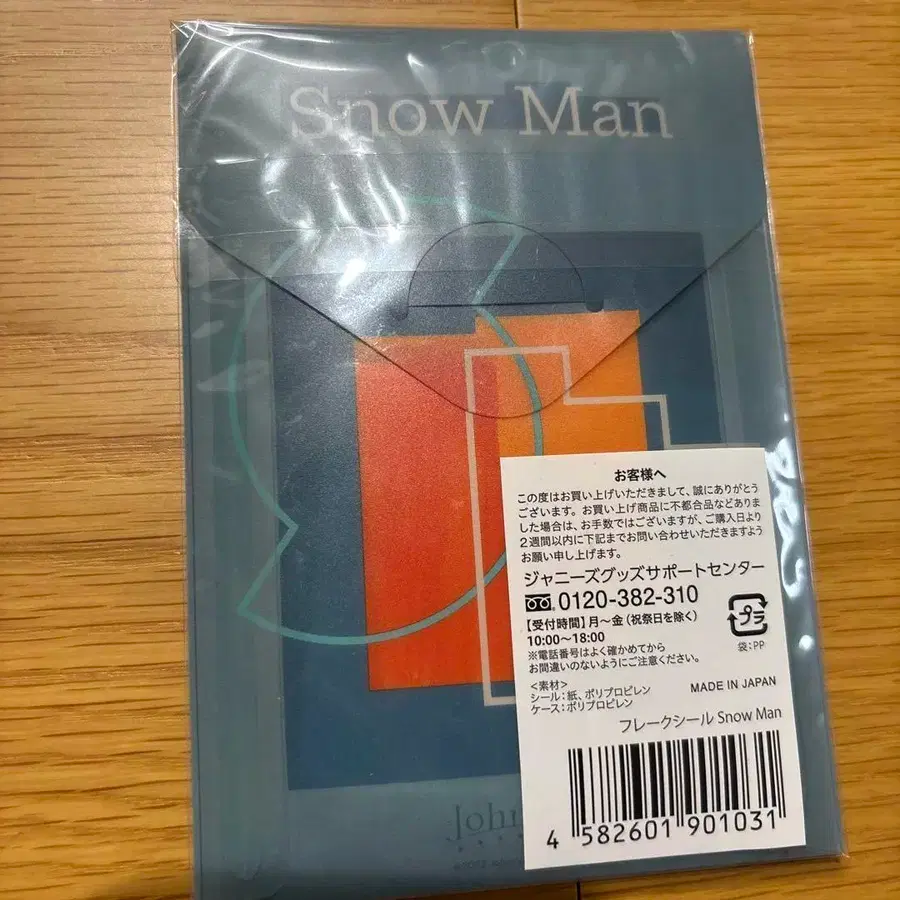 Snow Man
お客様へ
この度はお買い上げいただきまして、誠にありがとう
ございます。お買い上げ商品に不都合品などありま
した場合は、お手数ではございますが、ご購入日より
2週間以内に下記までお問い合わせいただきますよう
お願い申し上げます。
ジャニーズグッズサポートセンター
0120-382-310
【受付時間】月～金（祝祭日を除く）
10:00～18:00
※電話番号はよく確かめてから
お間違いのないようにご注意ください。
プラ
袋:PP
<素材>
シール:紙、ポリプロピレン
ケース:ポリプロピレン
MADE IN JAPAN
フレークシール Snow Man
4 582601 901031
John